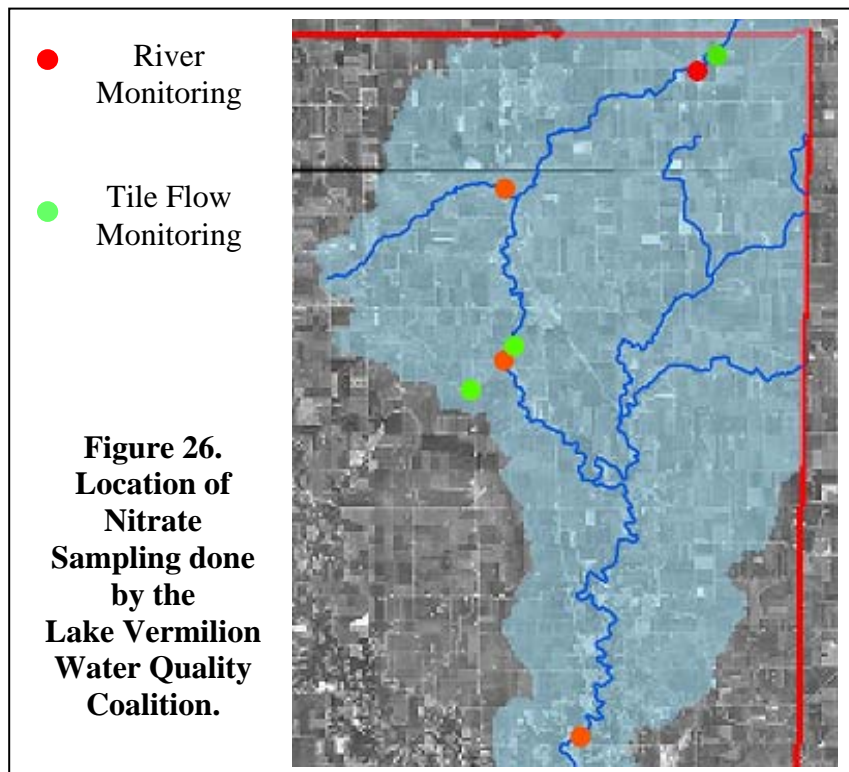 River
Monitoring
Tile Flow
Monitoring
Figure 26.
Location of
Nitrate
Sampling done
by the
Lake Vermilion
Water Quality
Coalition.